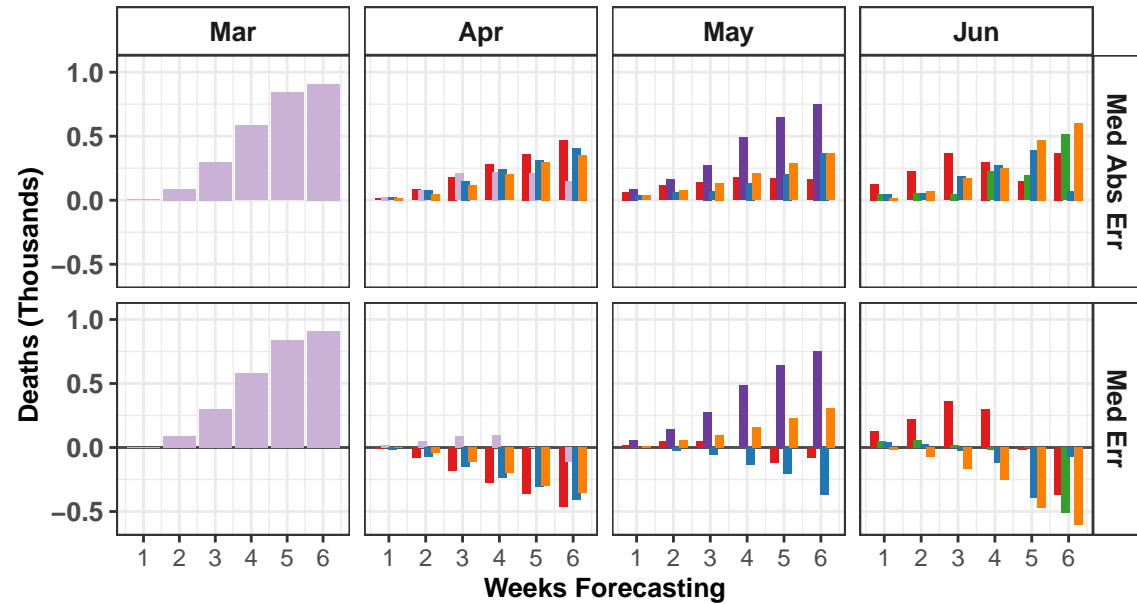 Mar Apr May Jun
1.0
0.5
0.0
−0.5
Med Abs Err
1.0
0.5
0.0
−0.5
Med Err
Deaths (Thousands)
1 2 3 4 5 6 1 2 3 4 5 6 1 2 3 4 5 6 1 2 3 4 5 6
Weeks Forecasting